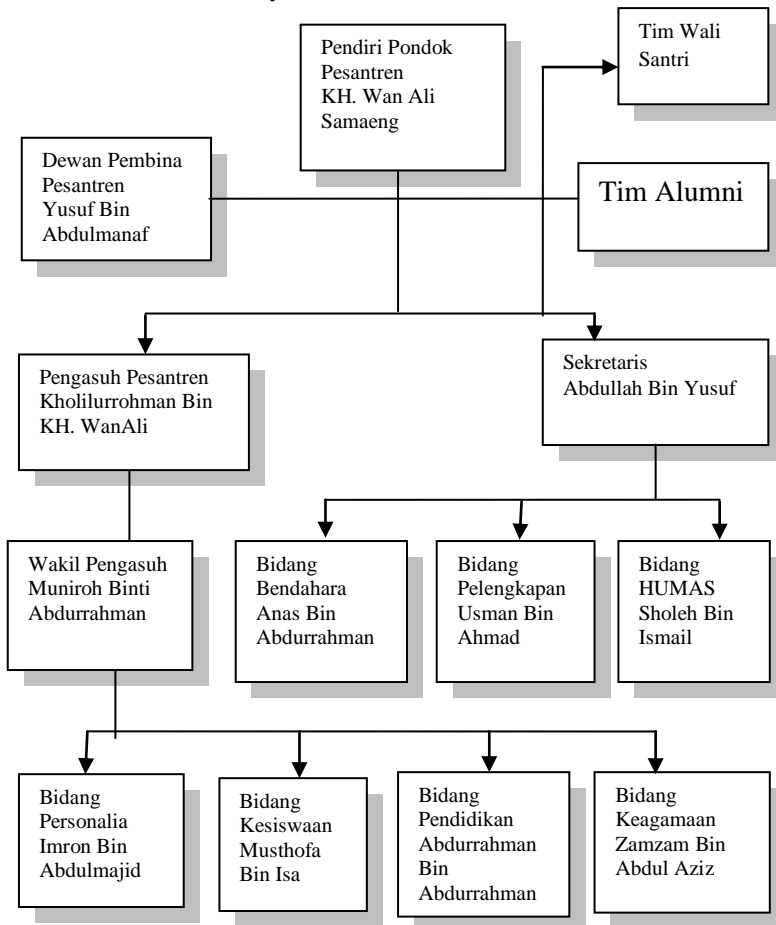 Pendiri Pondok
Pesantren
KH. Wan Ali
Samaeng
Tim Wali
Santri
Dewan Pembina
Pesantren
Yusuf Bin
Abdulmanaf
Tim Alumni
Pengasuh Pesantren
Kholilurrohman Bin
KH. WanAli
Sekretaris
Abdullah Bin Yusuf
Wakil Pengasuh
Muniroh Binti
Abdurrahman
Bidang
Bendahara
Anas Bin
Abdurrahman
Bidang
Pelengkapan
Usman Bin
Ahmad
Bidang
HUMAS
Sholeh Bin
Ismail
Bidang
Personalia
Imron Bin
Abdulmajid
Bidang
Kesiswaan
Musthofa
Bin Isa
Bidang
Pendidikan
Abdurrahman
Bin
Abdurrahman
Bidang
Keagamaan
Zamzam Bin
Abdul Aziz